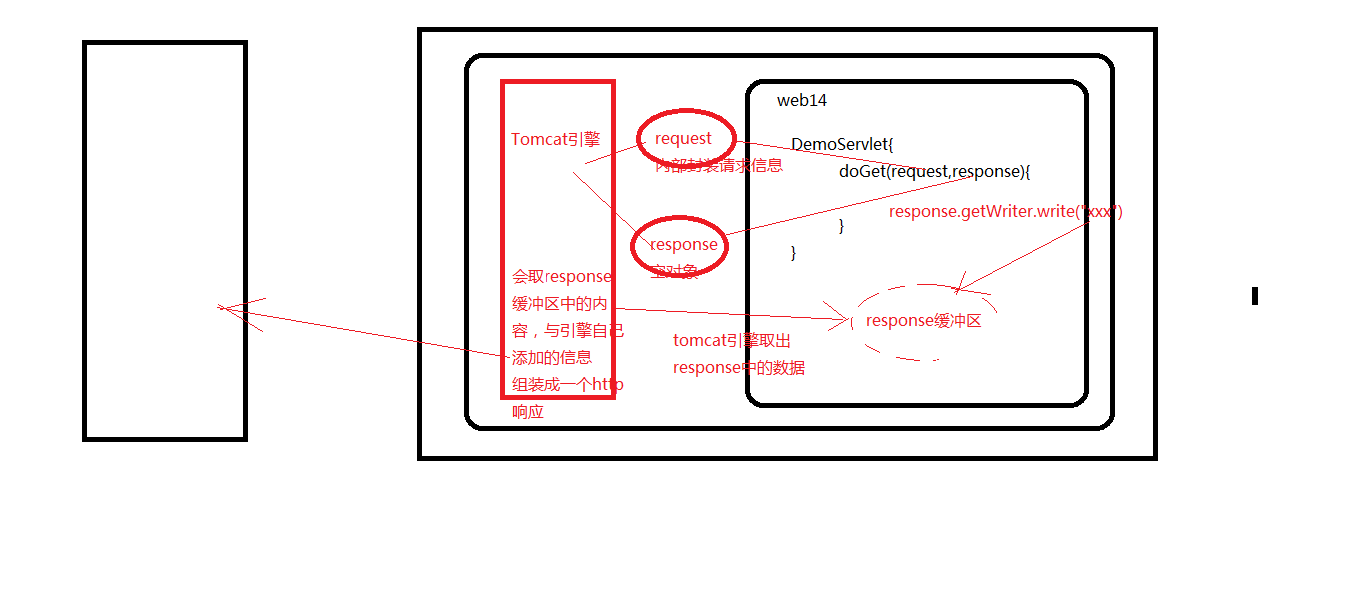 web14
Tomcat引擎
request
内部封装请求信息
DemoServlet{
doGet(request,response){
response.getWriter.write("xxx")
}
}
response
空对象
会取response
缓冲区中的内
容，与引擎自己
添加的信息
组装成一个http
响应
tomcat引擎取出
response中的数据
response缓冲区